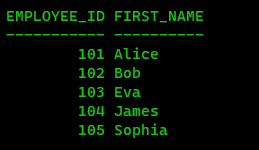 EMPLOYEE_ID FIRST_NAME
----------- ----------
        101 Alice
        102 Bob
        103 Eva
        104 James
        105 Sophia